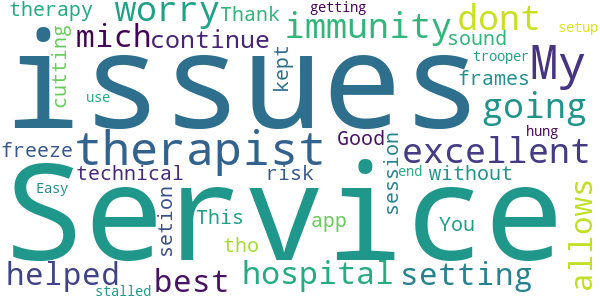 getting
therapy
worry
Thank
immunity
dont
setup
mich
continue
sound
cutting
issues
kept
trooper
frames
My
use
going
hung
freeze
therapist
Good
excellent
technical
risk
session
end
without
Easy
Service
setion
This
app
You
allows
tho
helped
best
hospital
setting
stalled